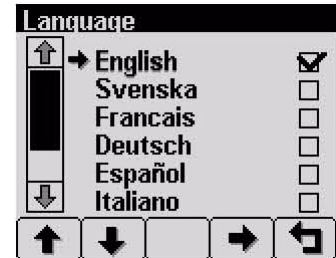 Language
English
Svenska
Francais
Deutsch
Español
Italiano